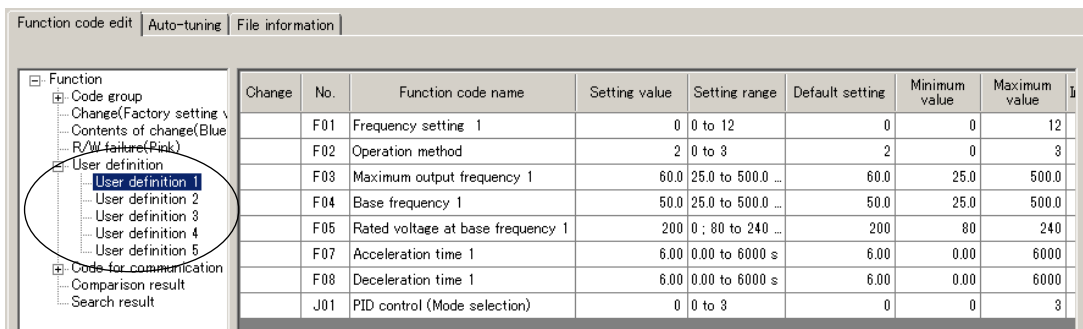 Function code edit Auto-tuning File information
Function
Code group
Change(Factory setting v
Contents of change(Blue
R/W failure(Pink)
User definition
User definition 1
User definition 2
User definition 3
User definition 4
User definition 5
Code for communication
Comparison result
Search result
Change No. Function code name Setting value Setting range Default setting Minimum value Maximum value
F01 Frequency setting 1 0 0 to 12 0 0 12
F02 Operation method 2 0 to 3 2 0 3
F03 Maximum output frequency 1 60.0 25.0 to 500.0 ... 60.0 25.0 500.0
F04 Base frequency 1 50.0 25.0 to 500.0 ... 50.0 25.0 500.0
F05 Rated voltage at base frequency 1 200 0 ; 80 to 240 ... 200 80 240
F07 Acceleration time 1 6.00 0.00 to 6000 s 6.00 0.00 6000
F08 Deceleration time 1 6.00 0.00 to 6000 s 6.00 0.00 6000
J01 PID control (Mode selection) 0 0 to 3 0 0 3